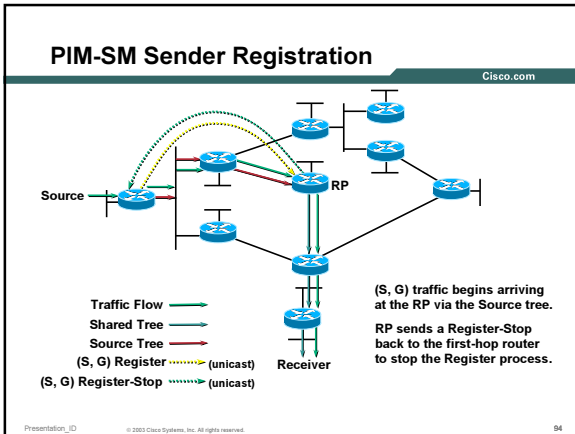 PIM-SM Sender Registration
Cisco.com
RP
Source
(S, G) traffic begins arriving
at the RP via the Source tree.
RP sends a Register-Stop
back to the first-hop router
to stop the Register process.
Traffic Flow
Shared Tree
Source Tree
(S, G) Register (unicast)
(S, G) Register-Stop (unicast)
Receiver
Presentation_ID
© 2003 Cisco Systems, Inc. All rights reserved.
94